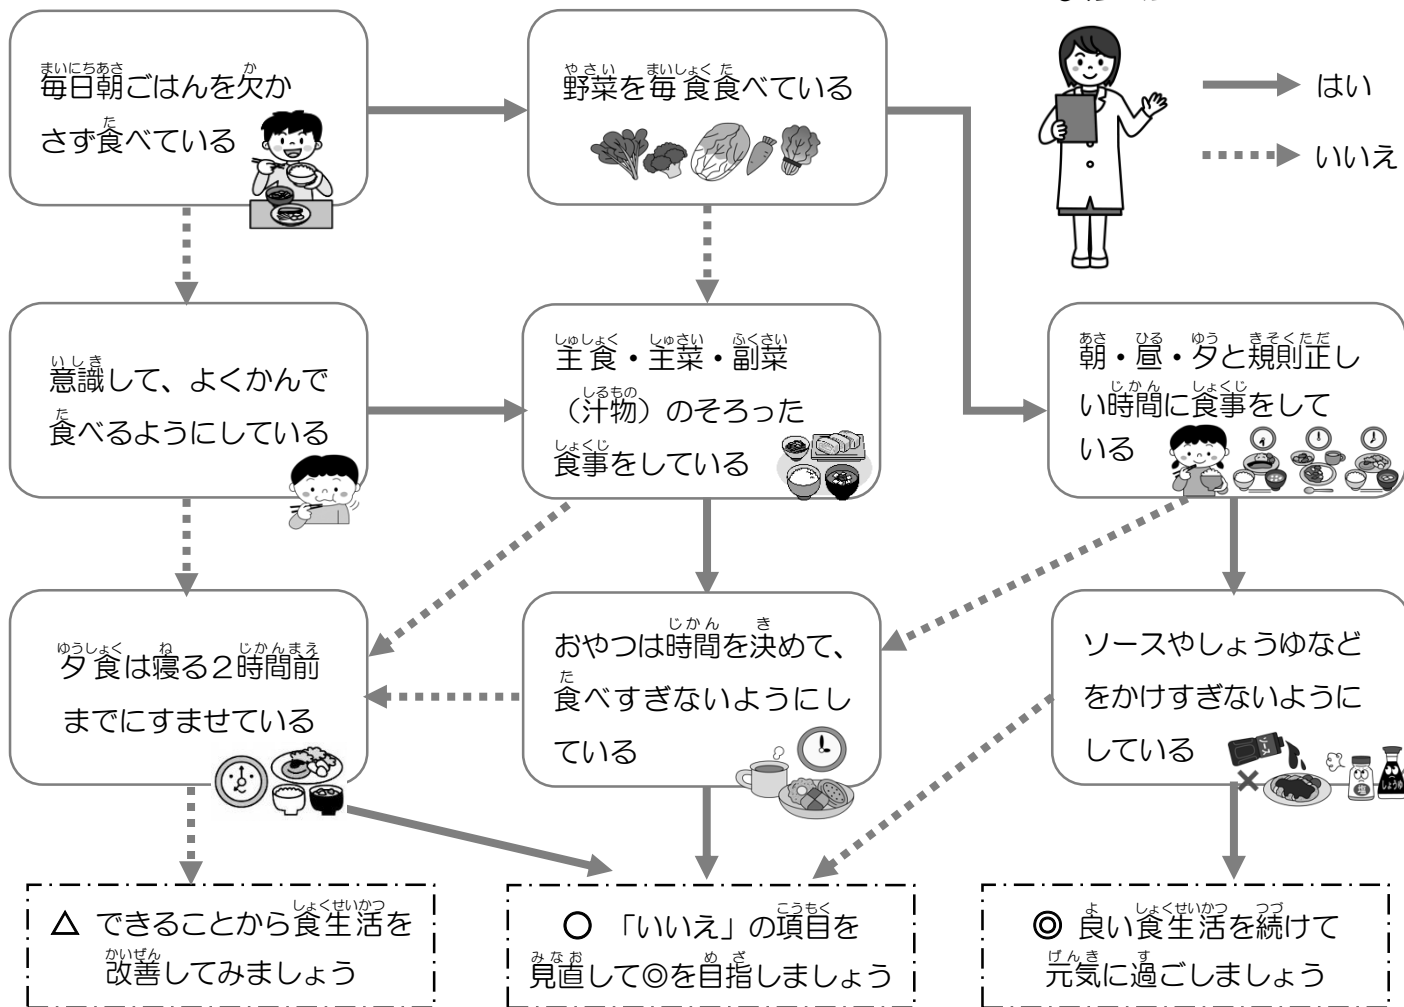 毎日朝ごはんを欠か
さず食べている
野菜を毎食食べている
はい
いいえ
意識して、よくかんで
食べるようにしている
主食・主菜・副菜
（汁物）のそろった
食事をしている
朝・昼・夕と規則正し
い時間に食事をして
いる
夕食は寝る2時間前
までにすませている
おやつは時間を決めて、
食べすぎないようにし
ている
ソースやしょうゆなど
をかけすぎないように
している
ソース
塩
しょうゆ
△ できることから食生活を
改善してみましょう
○ 「いいえ」の項目を
見直して◎を目指しましょう
◎ 良い食生活を続けて
元気に過ごしましょう